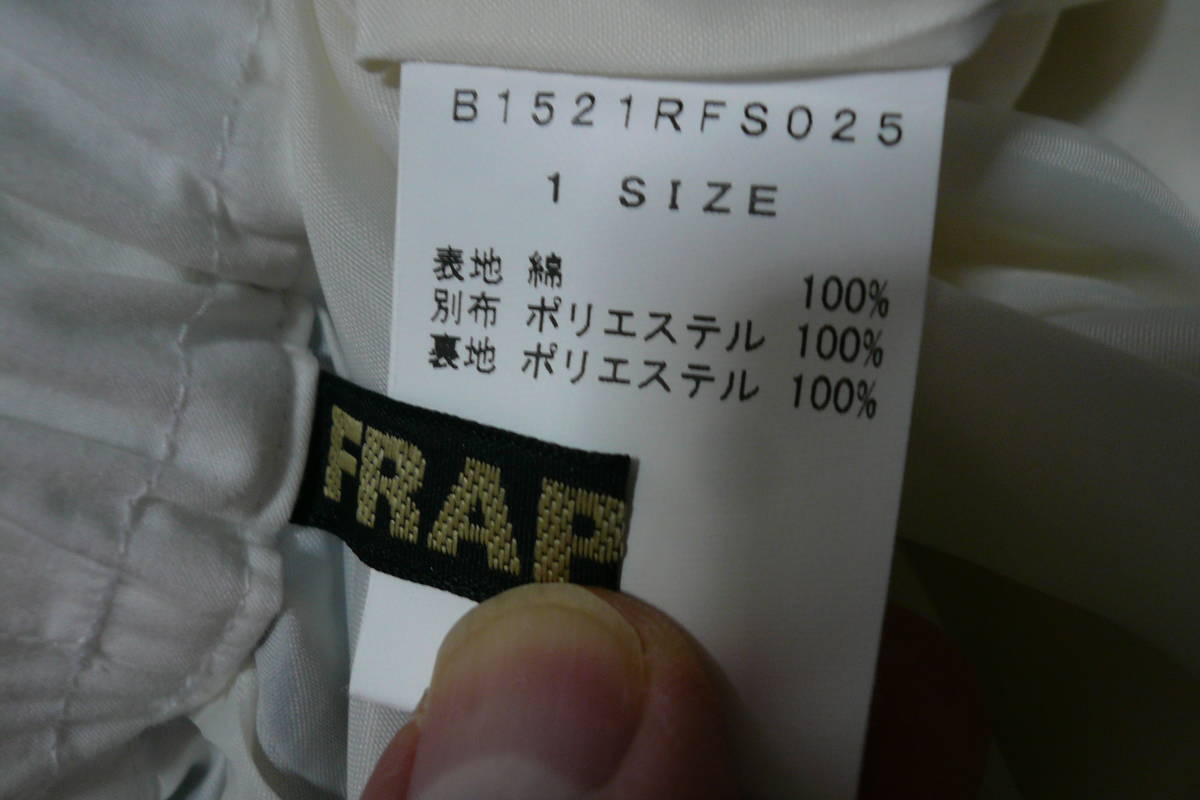 B1521RFS025
1 SIZE
表地 綿 100%
別布 ポリエステル 100%
裏地 ポリエステル 100%
FRAP